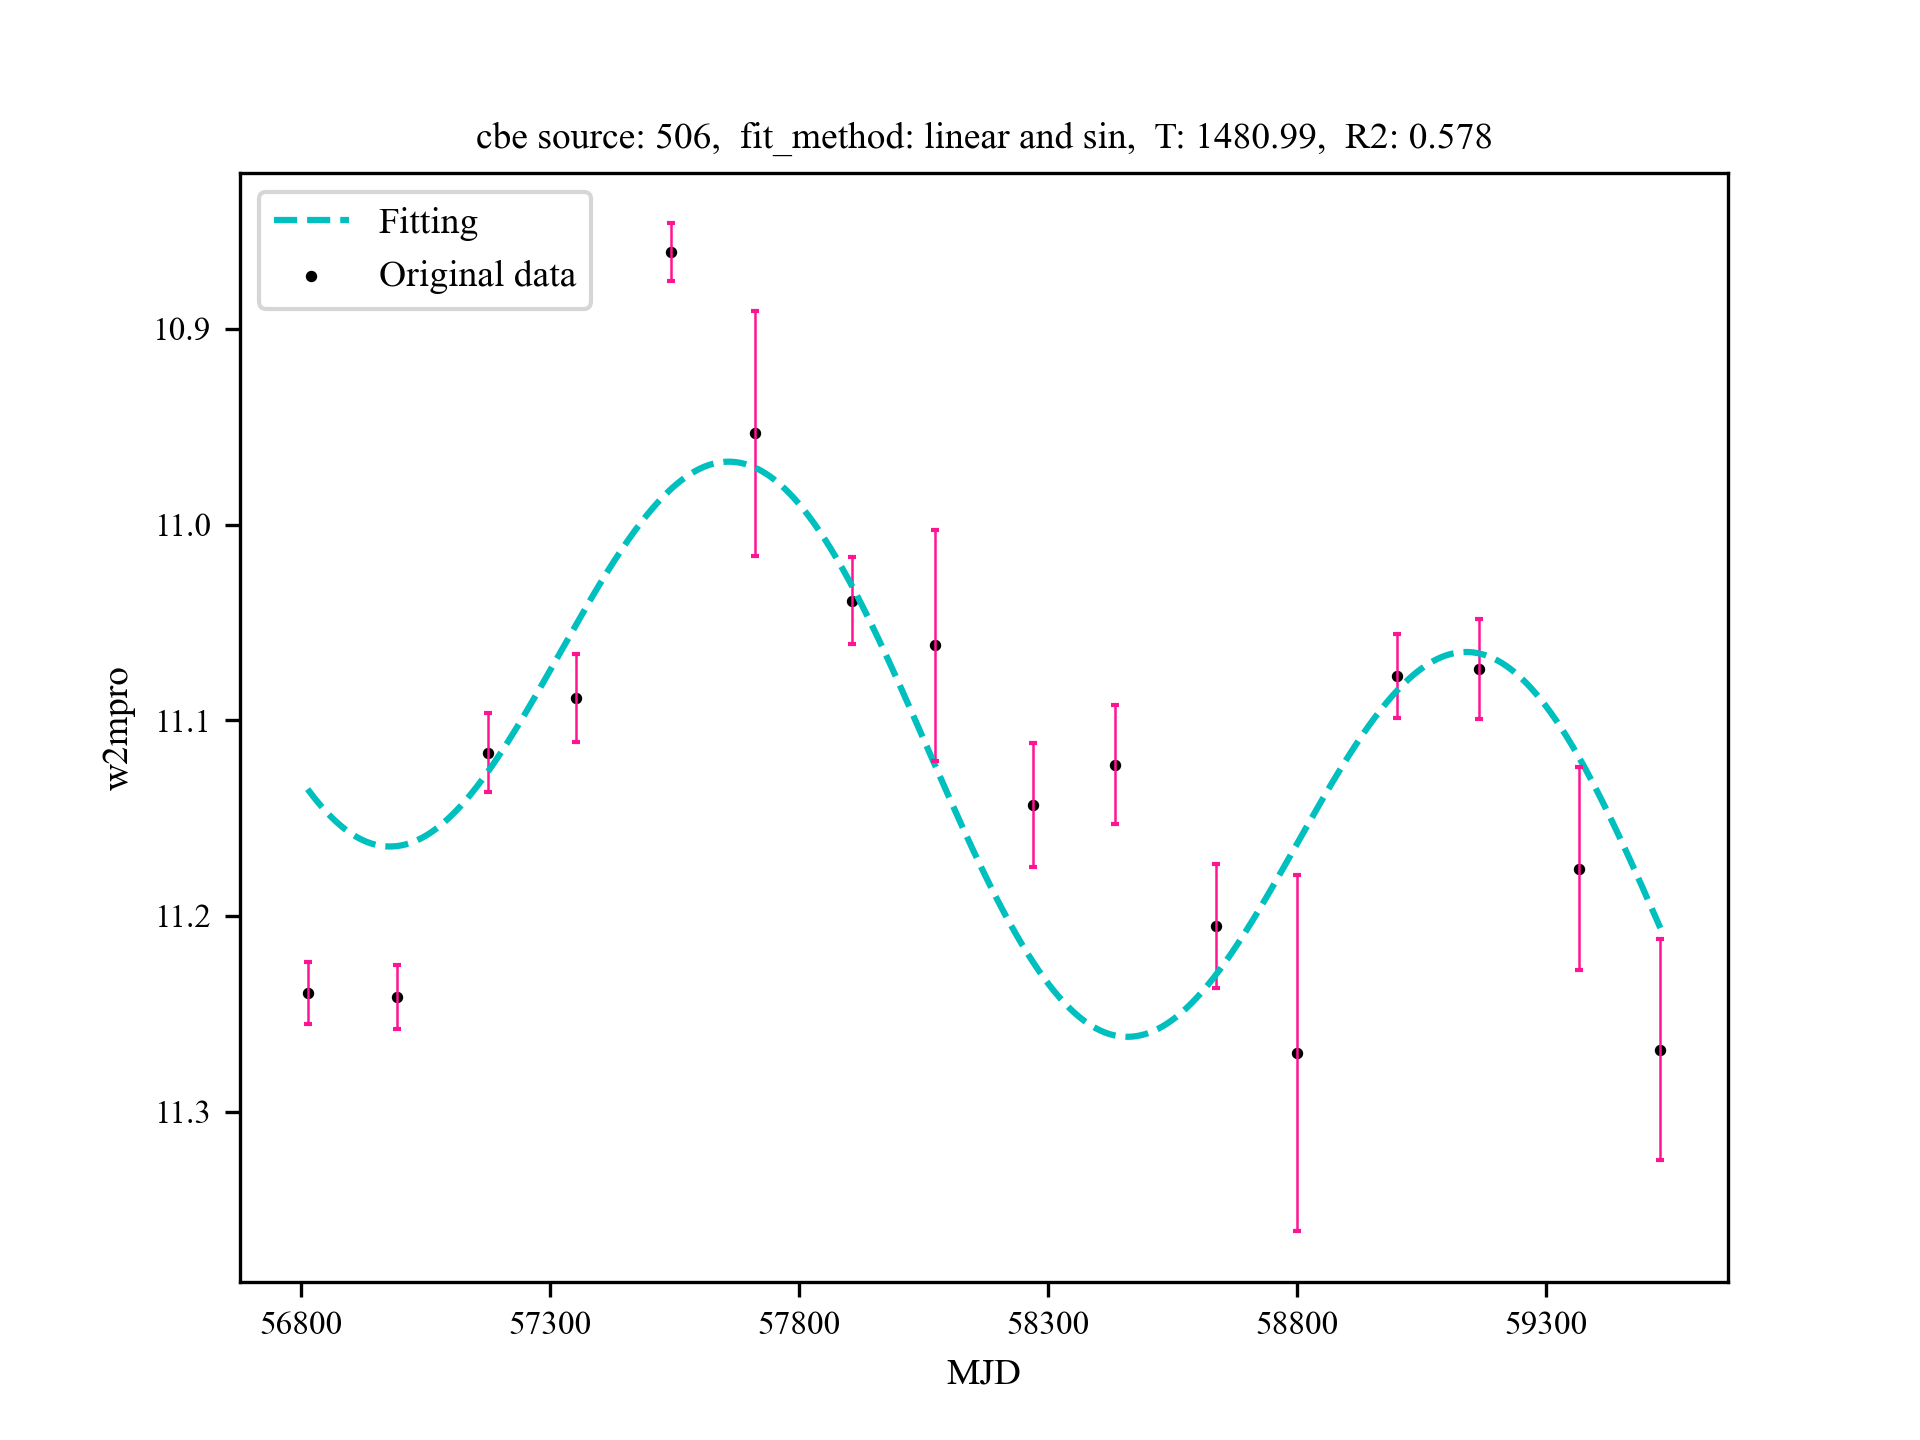 cbe source: 506,  fit_method: linear and sin,  T: 1480.99,  R2: 0.578
Fitting
Original data
10.9
11.0
11.1
11.2
11.3
w2mpro
56800 57300 57800 58300 58800 59300
MJD